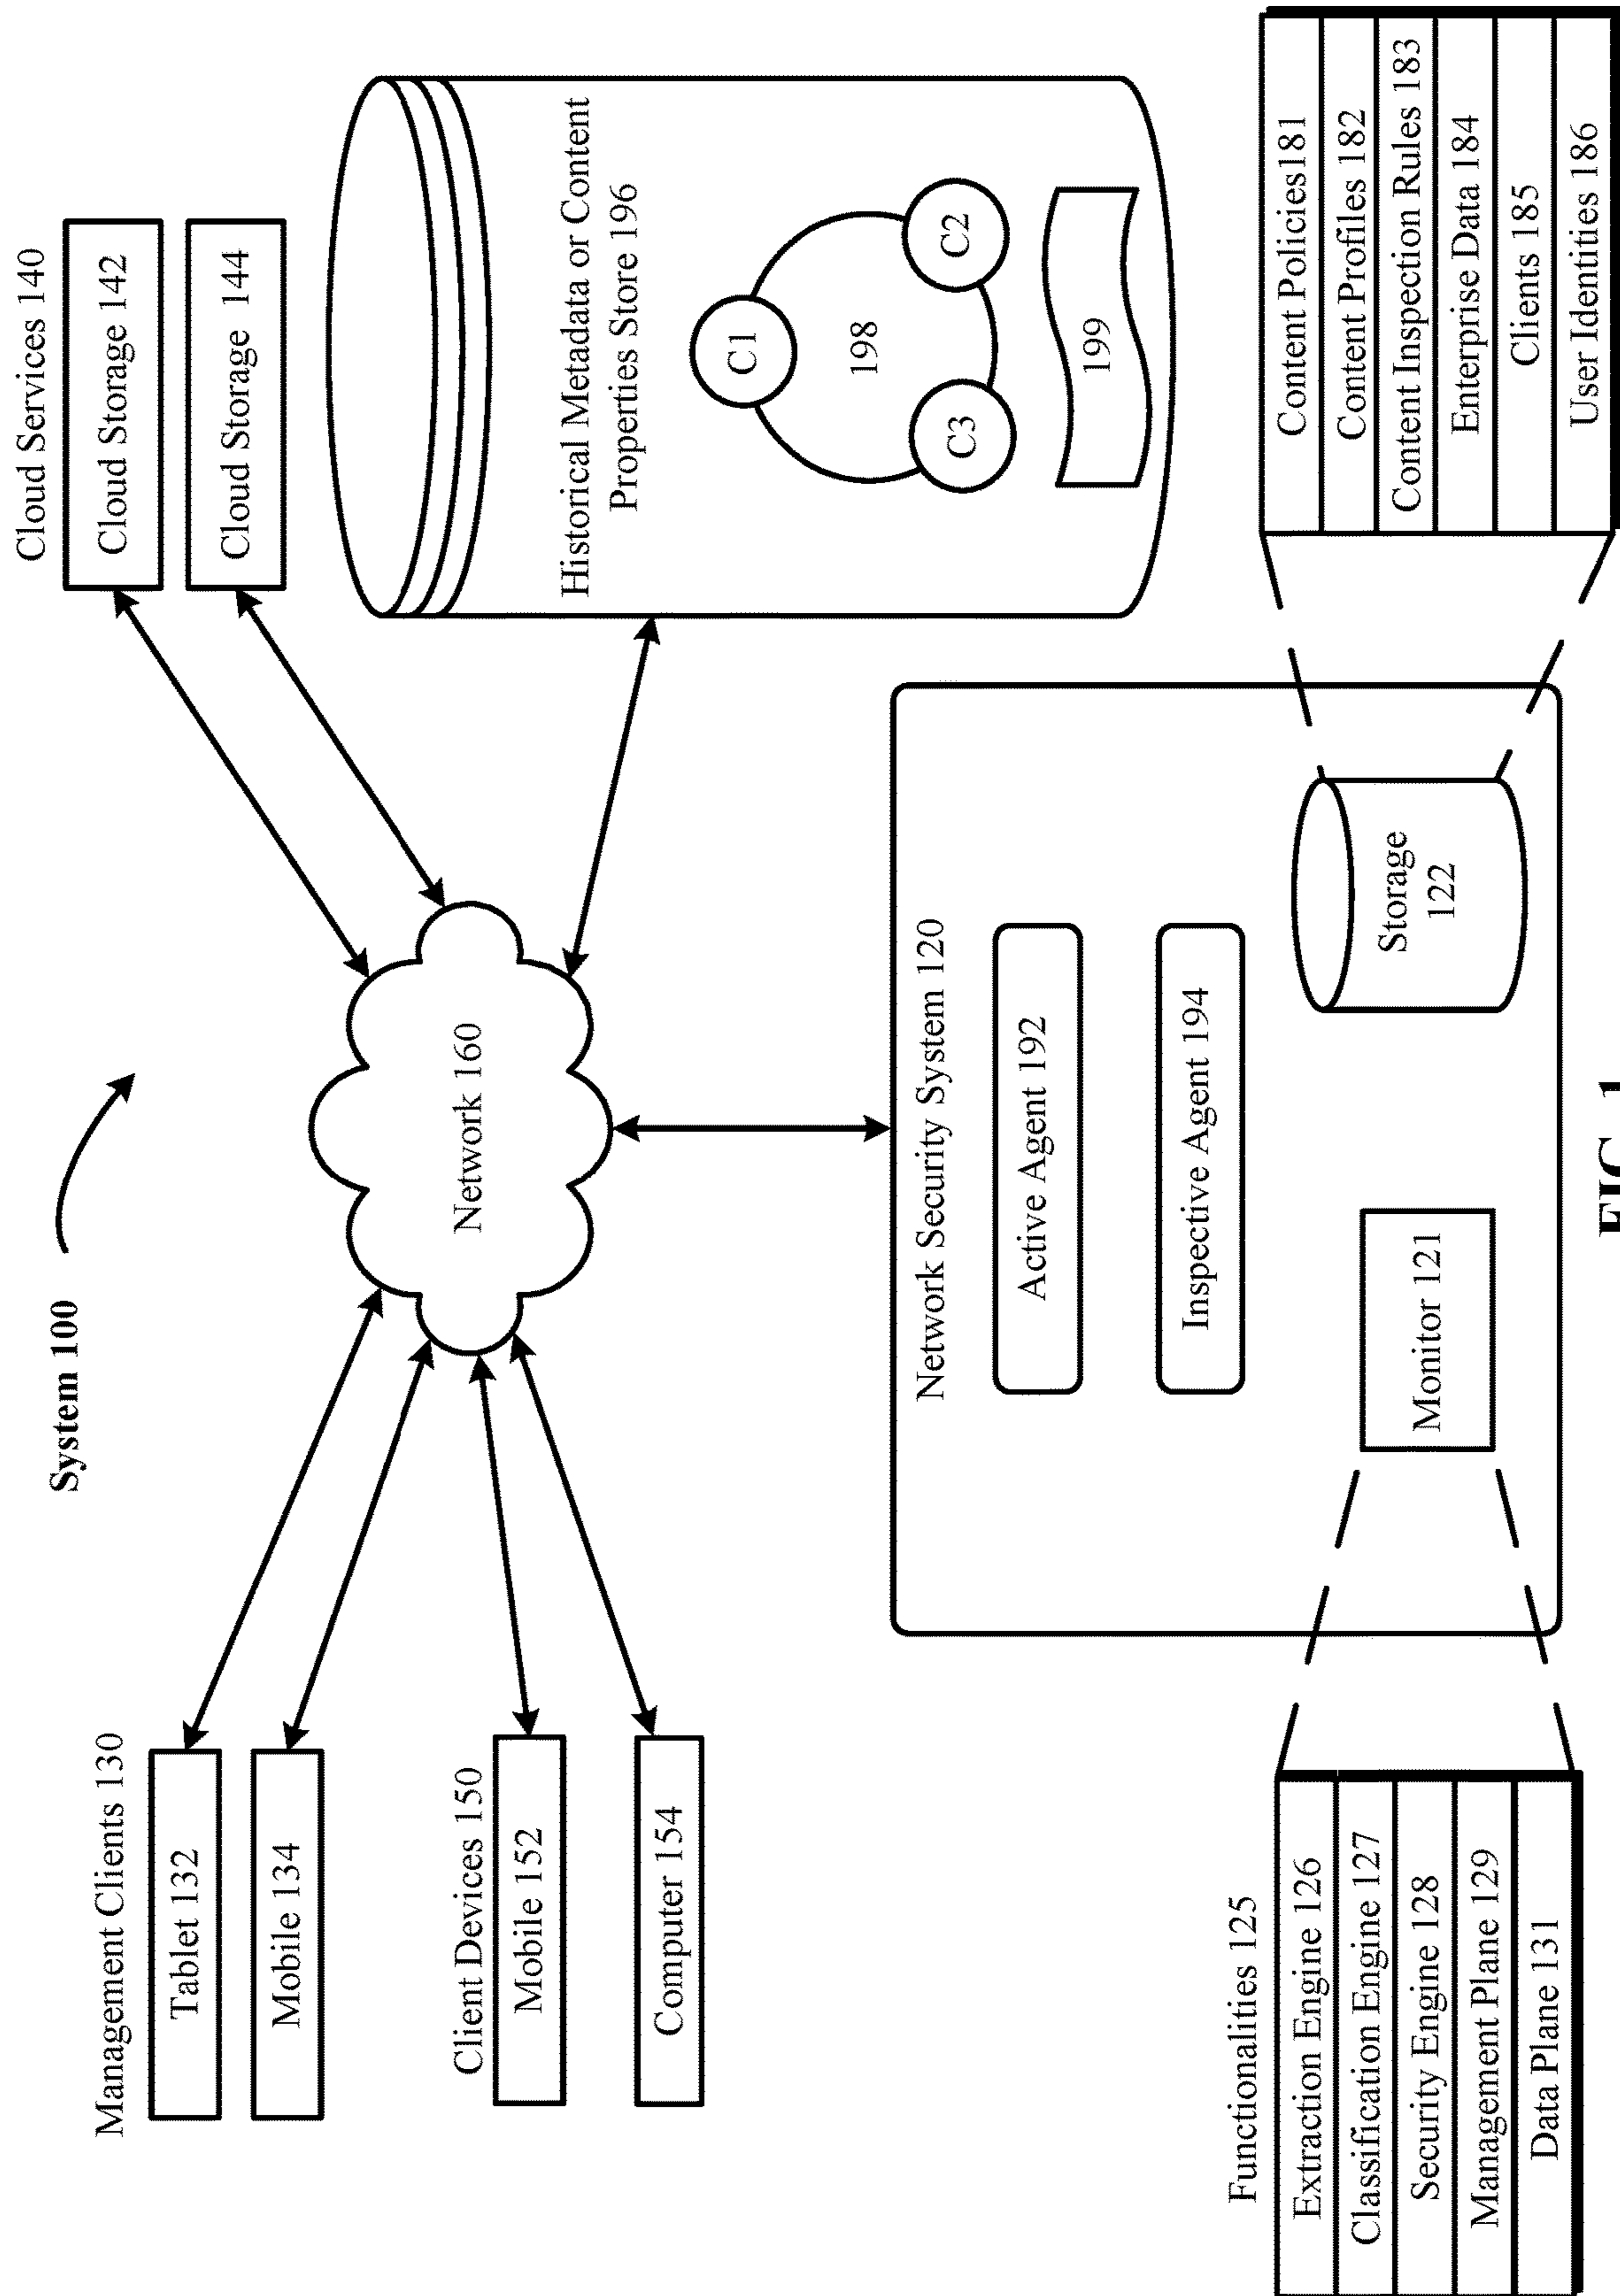 System 100
Management Clients 130
Tablet 132
Mobile 134
Client Devices 150
Mobile 152
Computer 154
Network 160
Cloud Services 140
Cloud Storage 142
Cloud Storage 144
Historical Metadata or Content
Properties Store 196
C1
198
C3
C2
199
Network Security System 120
Active Agent 192
Inspective Agent 194
Monitor 121
Storage
122
Functionalities 125
Extraction Engine 126
Classification Engine 127
Security Engine 128
Management Plane 129
Data Plane 131
Content Policies181
Content Profiles 182
Content Inspection Rules 183
Enterprise Data 184
Clients 185
User Identities 186
FIG. 1